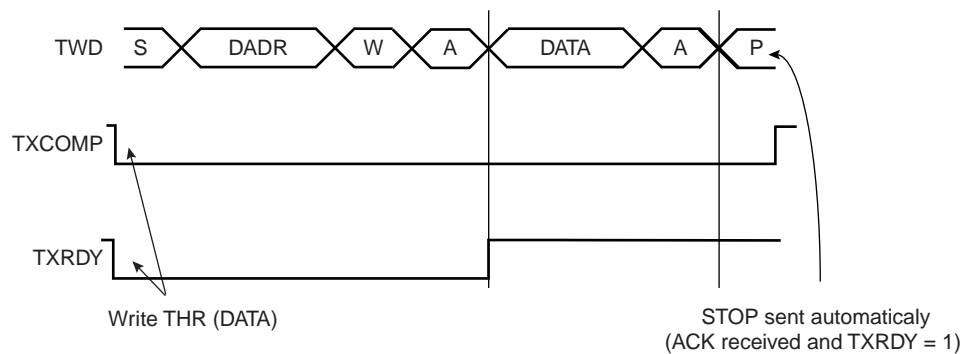 TWD S DADR W A DATA A P
TXCOMP
TXRDY
Write THR (DATA)
STOP sent automaticaly
(ACK received and TXRDY = 1)